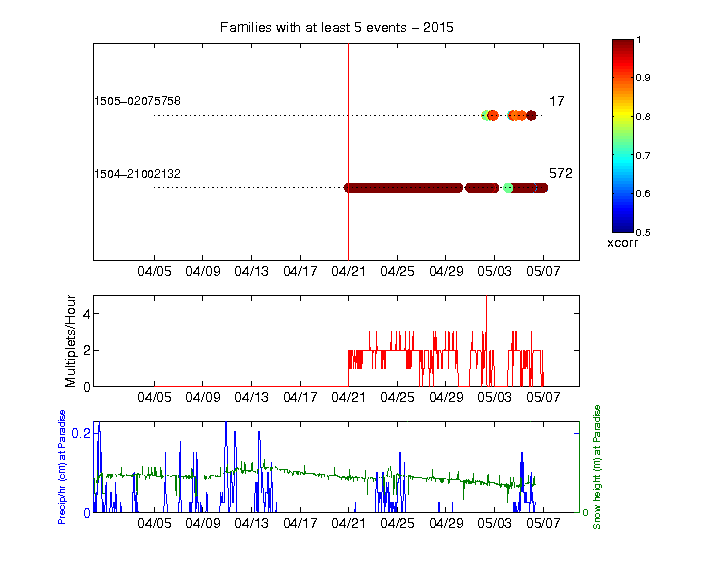 Families with at least 5 events – 2015
1505–02075758
17
1504–21002132
572
04/05 04/09 04/13 04/17 04/21 04/25 04/29 05/03 05/07
1
0.9
0.8
0.7
0.6
0.5
xcorr
Multiplets/Hour
4
2
0
04/05 04/09 04/13 04/17 04/21 04/25 04/29 05/03 05/07
Precip/hr (cm) at Paradise
0.2
0
04/05 04/09 04/13 04/17 04/21 04/25 04/29 05/03 05/07
0
Snow height (m) at Paradise